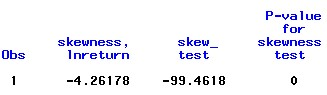 P-value
for
skewness, skew_ skewness
Obs lnreturn test test
1 -4.26178 -99.4618 0